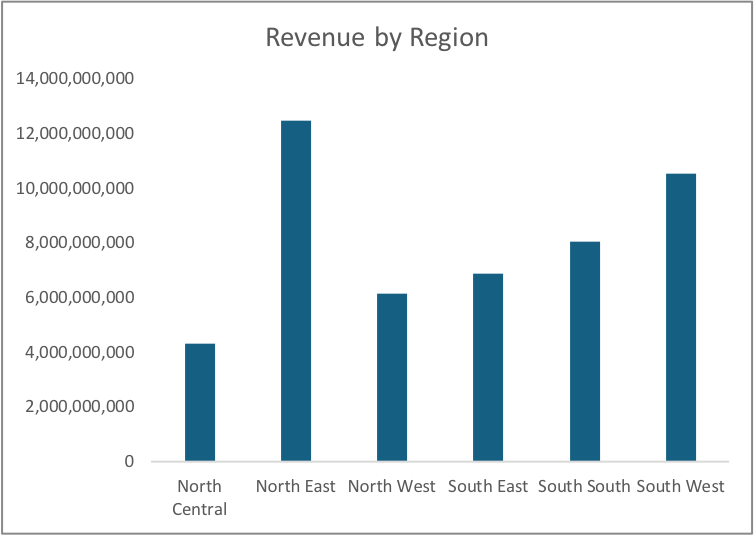 Revenue by Region
14,000,000,000
12,000,000,000
10,000,000,000
8,000,000,000
6,000,000,000
4,000,000,000
2,000,000,000
0
North Central
North East
North West
South East
South South
South West